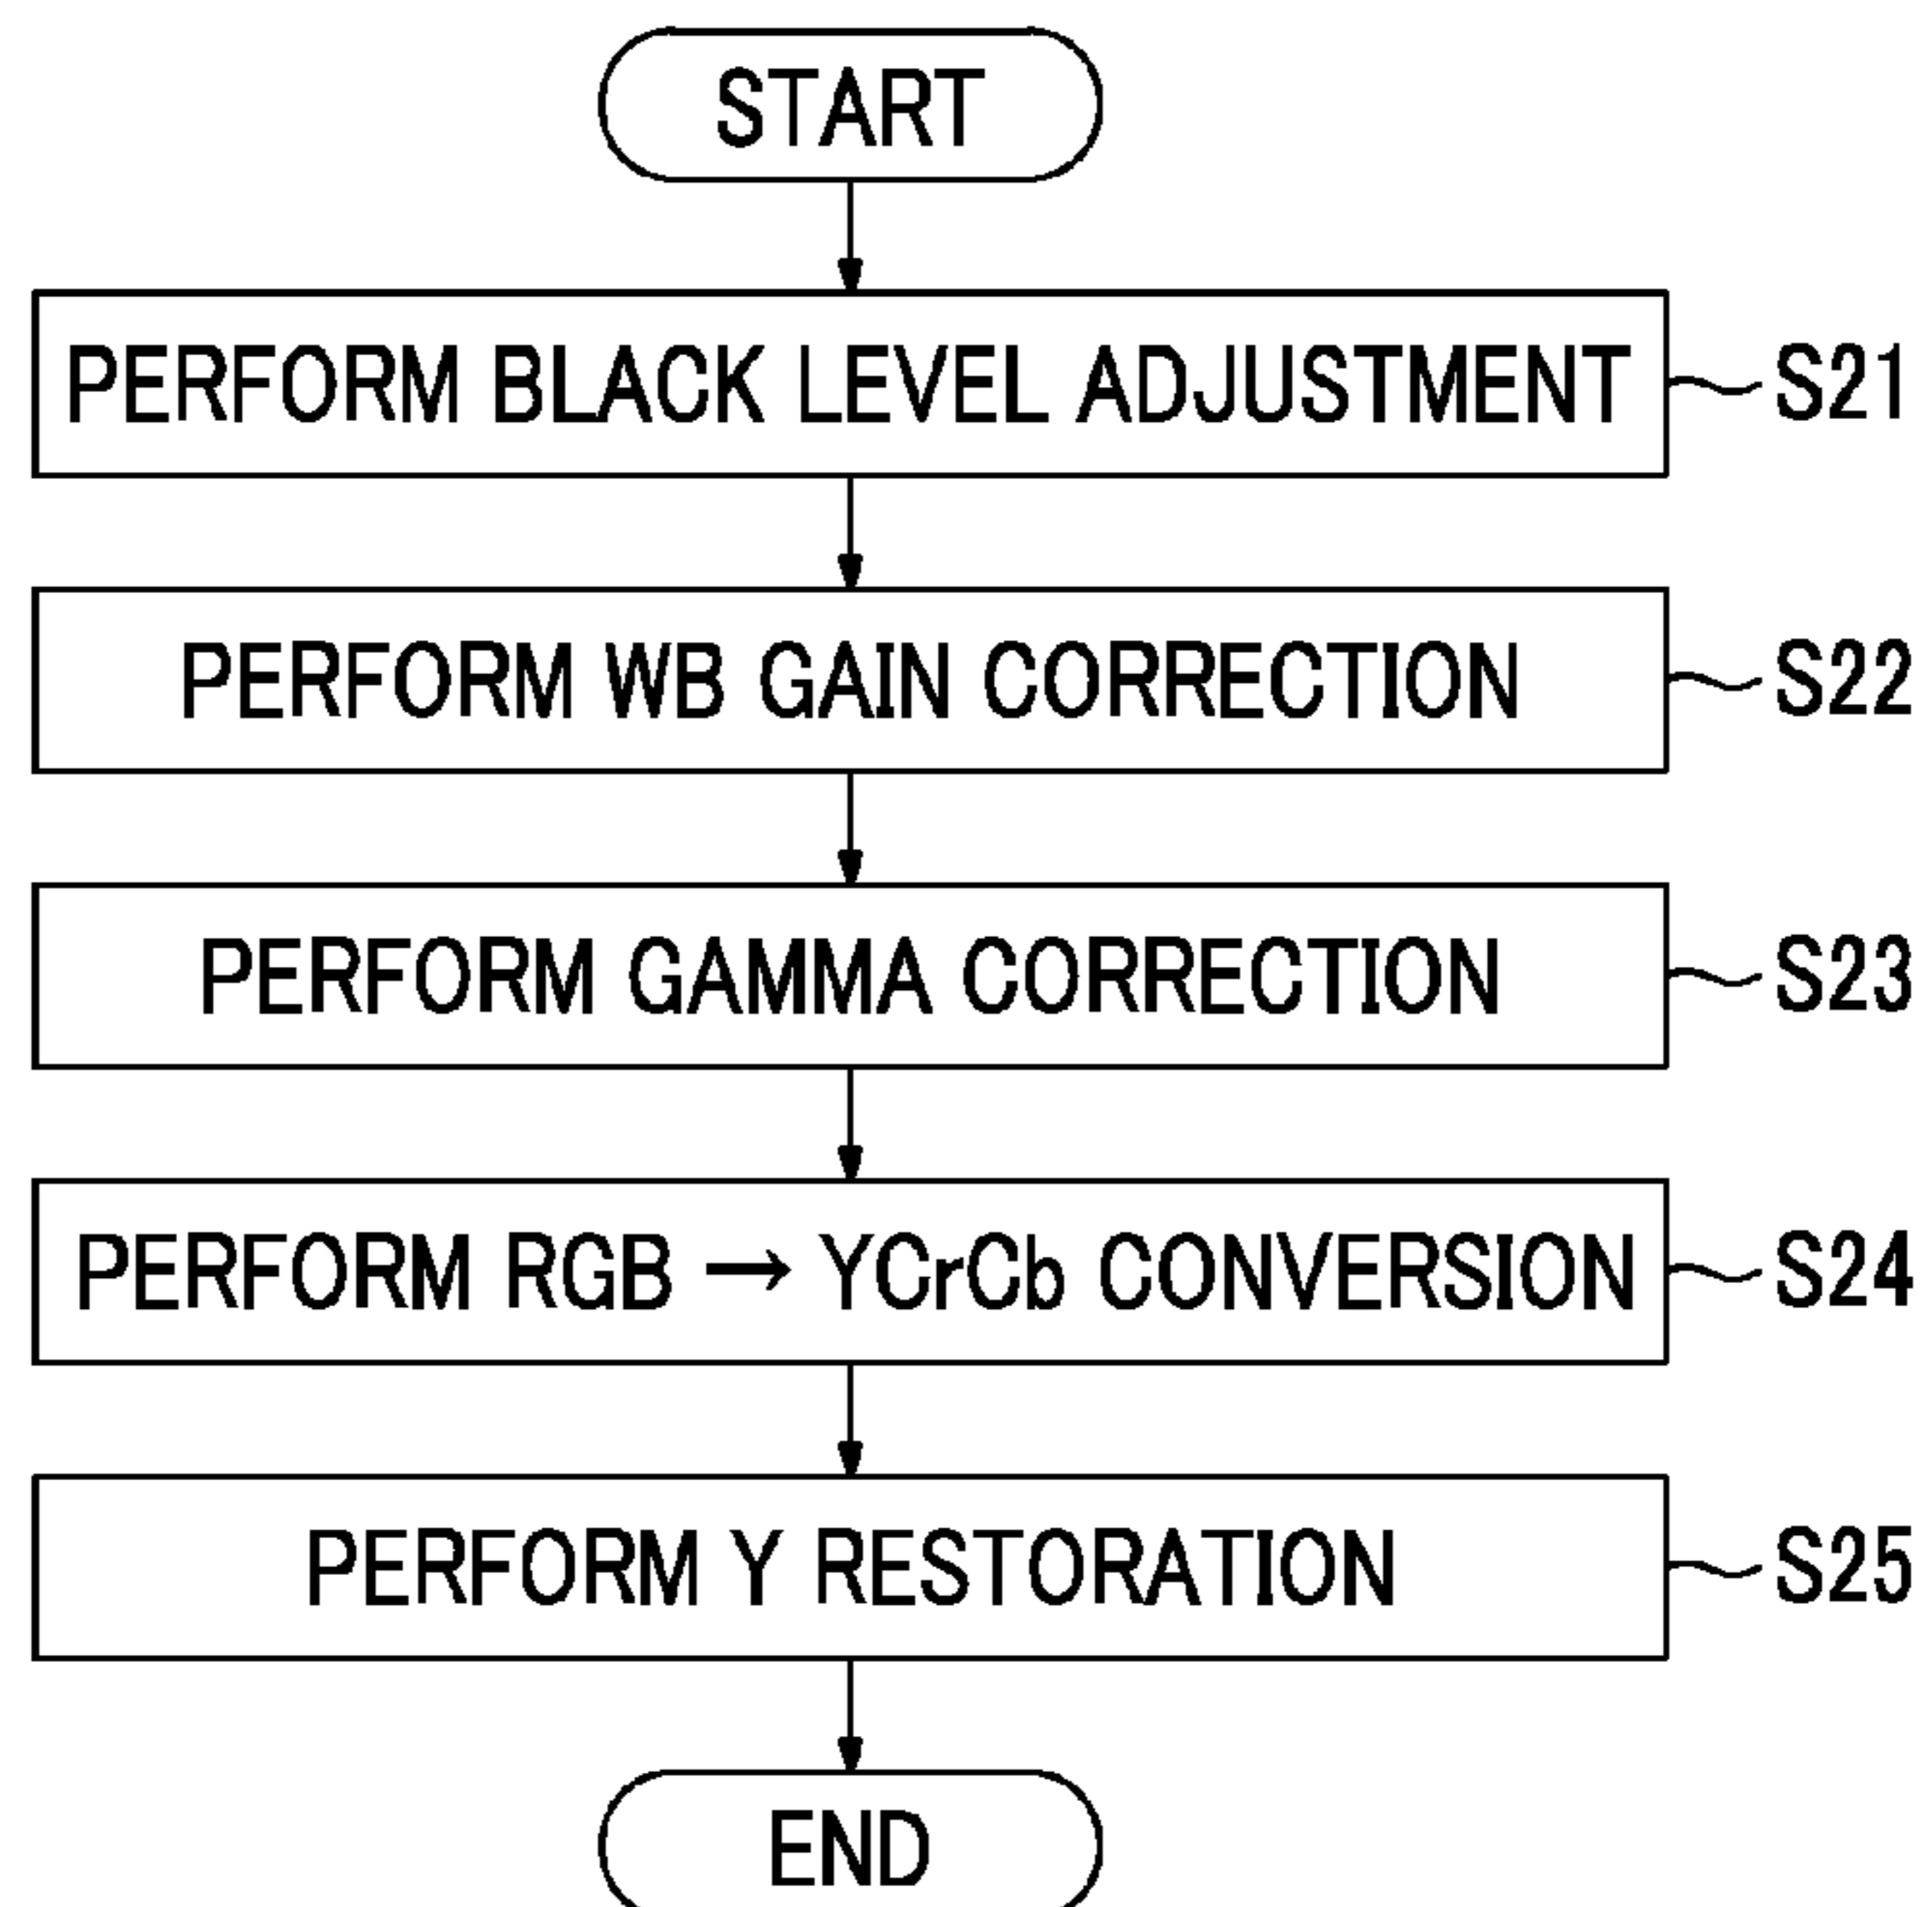 START
PERFORM BLACK LEVEL ADJUSTMENT S21
PERFORM WB GAIN CORRECTION S22
PERFORM GAMMA CORRECTION S23
PERFORM RGB → YCrCb CONVERSION S24
PERFORM Y RESTORATION S25
END